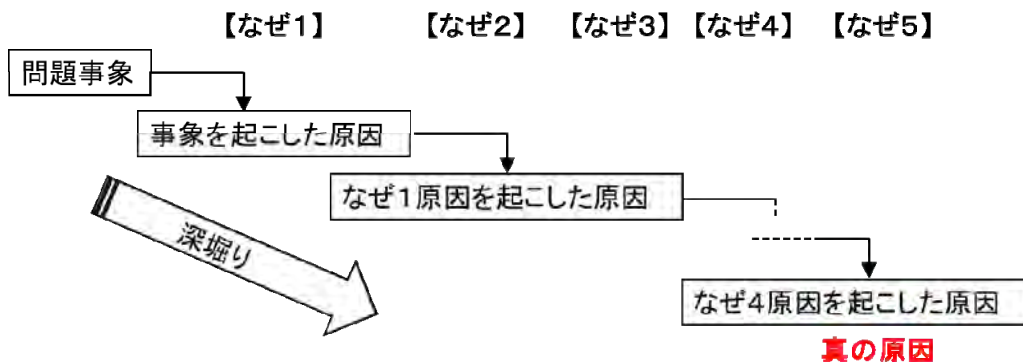 【なぜ1】 【なぜ2】 【なぜ3】 【なぜ4】 【なぜ5】
問題事象
事象を起こした原因
なぜ1原因を起こした原因
深堀り
なぜ4原因を起こした原因
真の原因